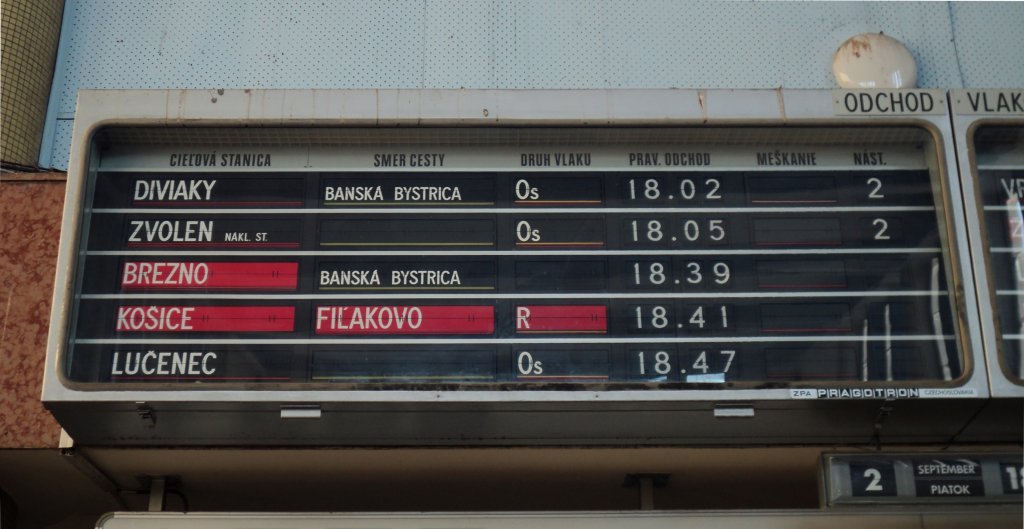 ODCHOD VLAK
CIEĽOVÁ STANICA SMER CESTY DRUH VLAKU PRAV. ODCHOD MEŠKANIE NÁST.
DIVIAKY BANSKÁ BYSTRICA Os 18.02 2
ZVOLEN NÁKL. ST. Os 18.05 2
BREZNO BANSKÁ BYSTRICA 18.39
KOŠICE FIĽAKOVO R 18.41
LUČENEC Os 18.47
ZPA PRAGOTRON CZECHOSLOVAKIA
2 SEPTEMBER
PIATOK